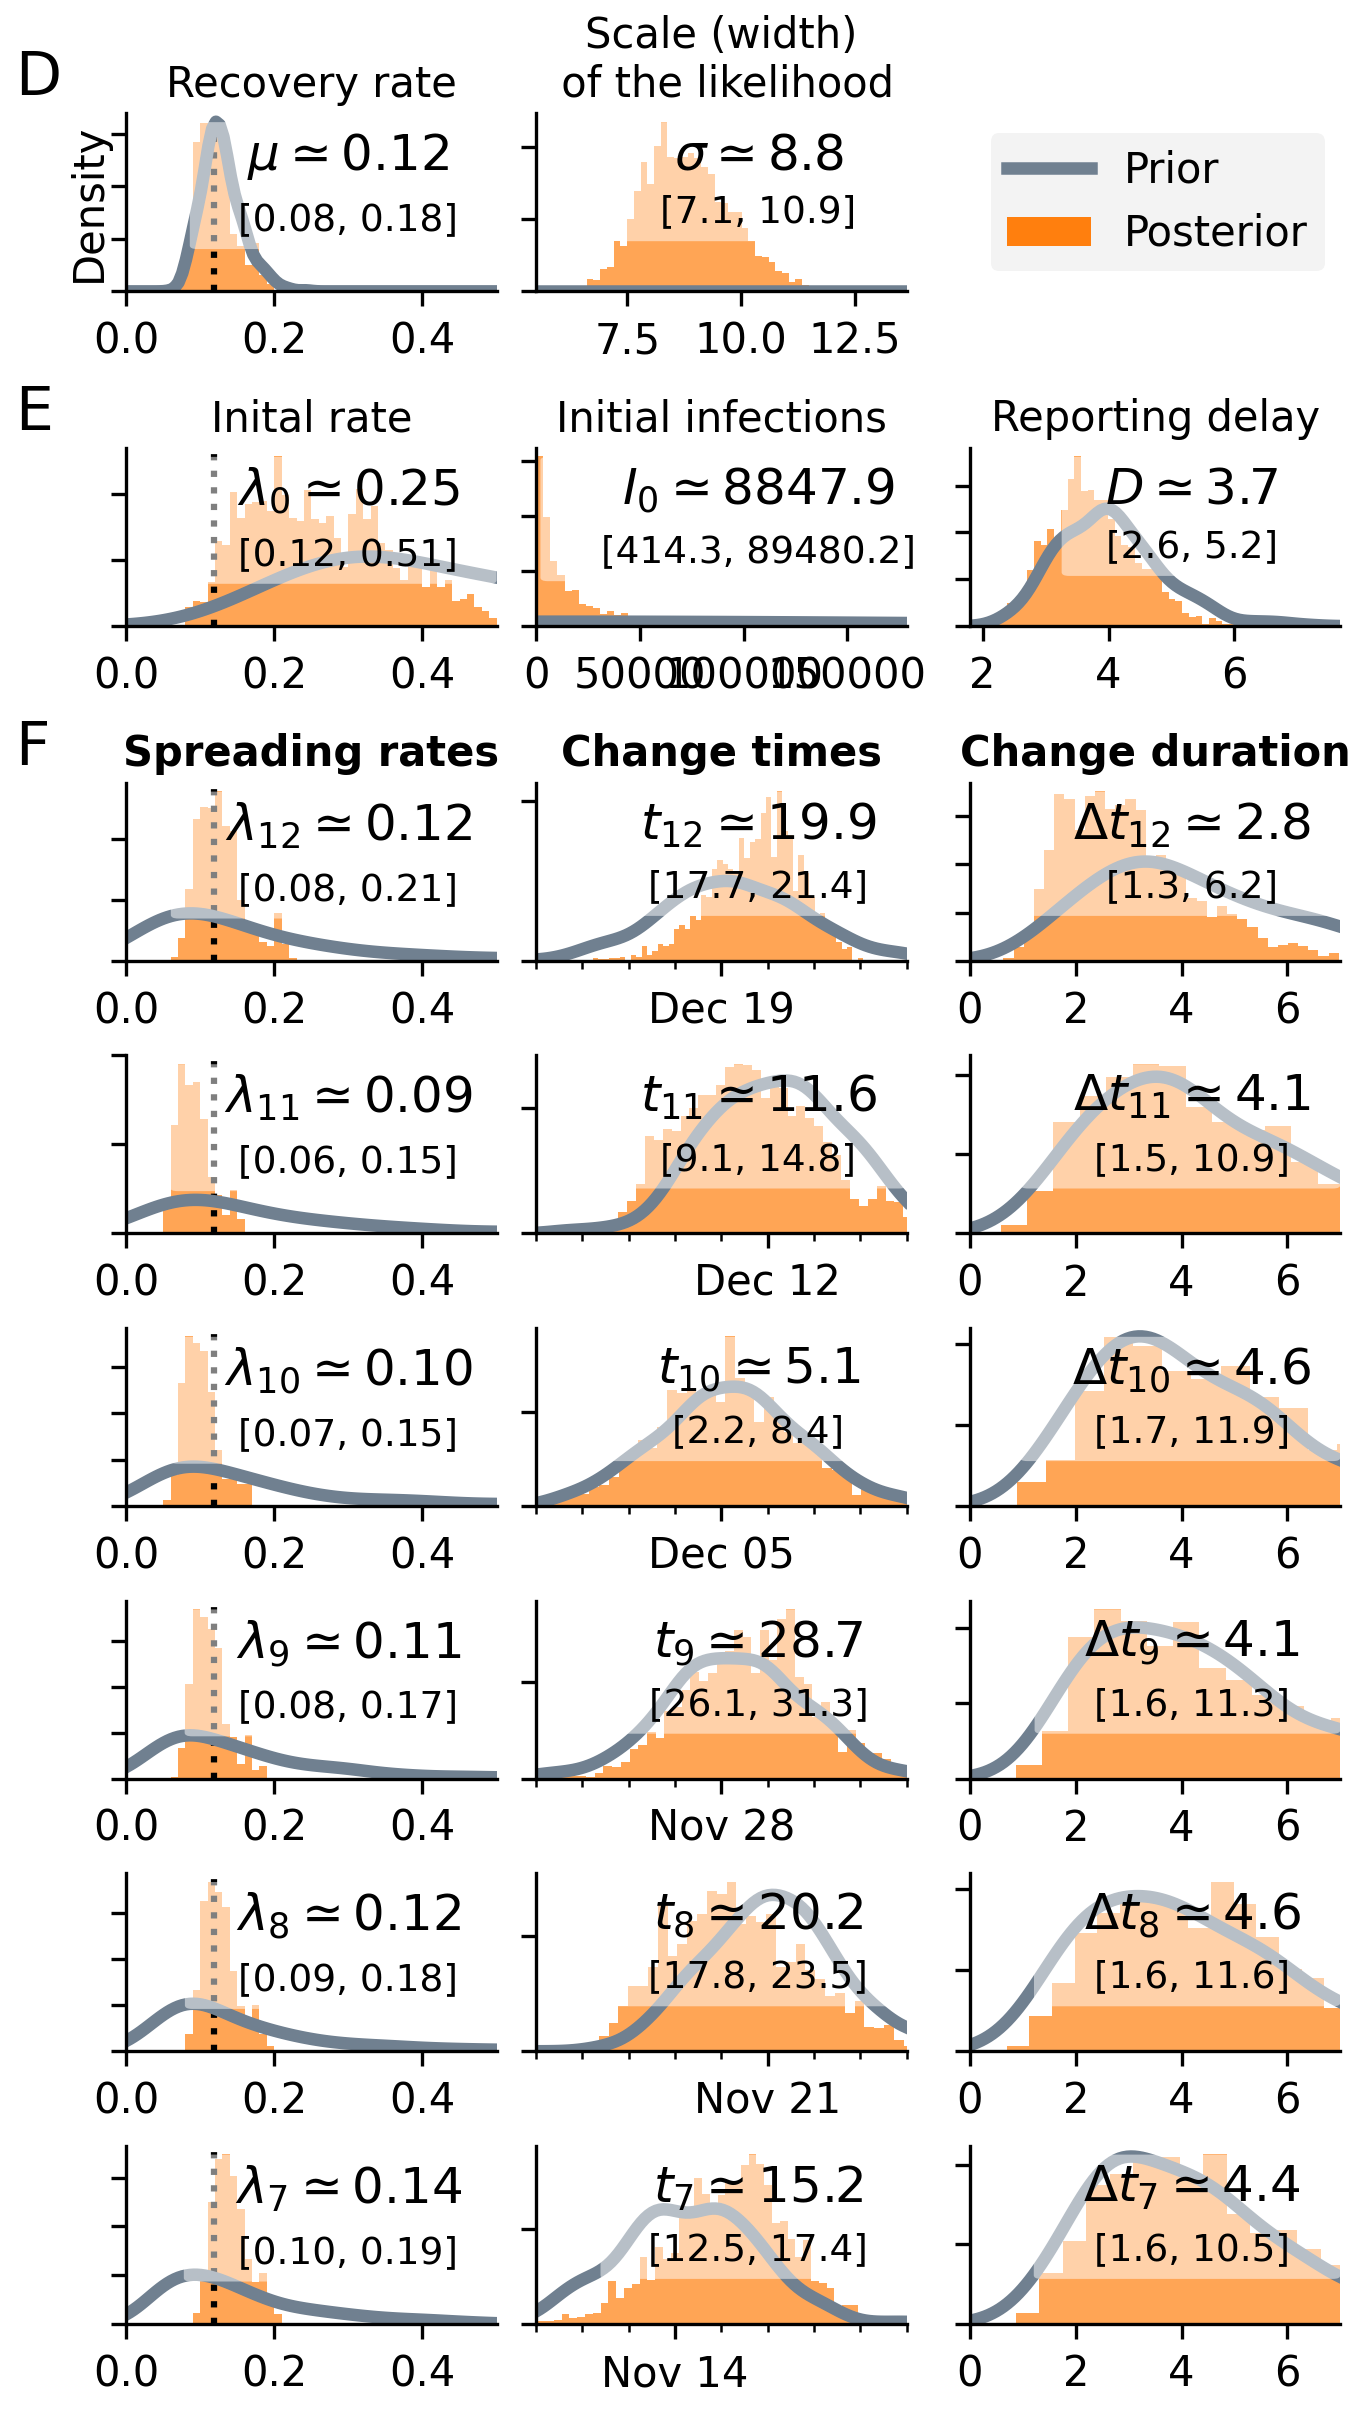 D
Recovery rate
Scale (width)
of the likelihood
Density
μ ≃ 0.12
[0.08, 0.18]
0.0 0.2 0.4
σ ≃ 8.8
[7.1, 10.9]
7.5 10.0 12.5
Prior
Posterior
E
Inital rate
λ0 ≃ 0.25
[0.12, 0.51]
0.0 0.2 0.4
Initial infections
I0 ≃ 8847.9
[414.3, 89480.2]
0 50000 100000 150000
Reporting delay
D ≃ 3.7
[2.6, 5.2]
2 4 6
F
Spreading rates Change times Change duration
λ12 ≃ 0.12
[0.08, 0.21]
0.0 0.2 0.4
t12 ≃ 19.9
[17.7, 21.4]
Dec 19
Δt12 ≃ 2.8
[1.3, 6.2]
0 2 4 6
λ11 ≃ 0.09
[0.06, 0.15]
0.0 0.2 0.4
t11 ≃ 11.6
[9.1, 14.8]
Dec 12
Δt11 ≃ 4.1
[1.5, 10.9]
0 2 4 6
λ10 ≃ 0.10
[0.07, 0.15]
0.0 0.2 0.4
t10 ≃ 5.1
[2.2, 8.4]
Dec 05
Δt10 ≃ 4.6
[1.7, 11.9]
0 2 4 6
λ9 ≃ 0.11
[0.08, 0.17]
0.0 0.2 0.4
t9 ≃ 28.7
[26.1, 31.3]
Nov 28
Δt9 ≃ 4.1
[1.6, 11.3]
0 2 4 6
λ8 ≃ 0.12
[0.09, 0.18]
0.0 0.2 0.4
t8 ≃ 20.2
[17.8, 23.5]
Nov 21
Δt8 ≃ 4.6
[1.6, 11.6]
0 2 4 6
λ7 ≃ 0.14
[0.10, 0.19]
0.0 0.2 0.4
t7 ≃ 15.2
[12.5, 17.4]
Nov 14
Δt7 ≃ 4.4
[1.6, 10.5]
0 2 4 6